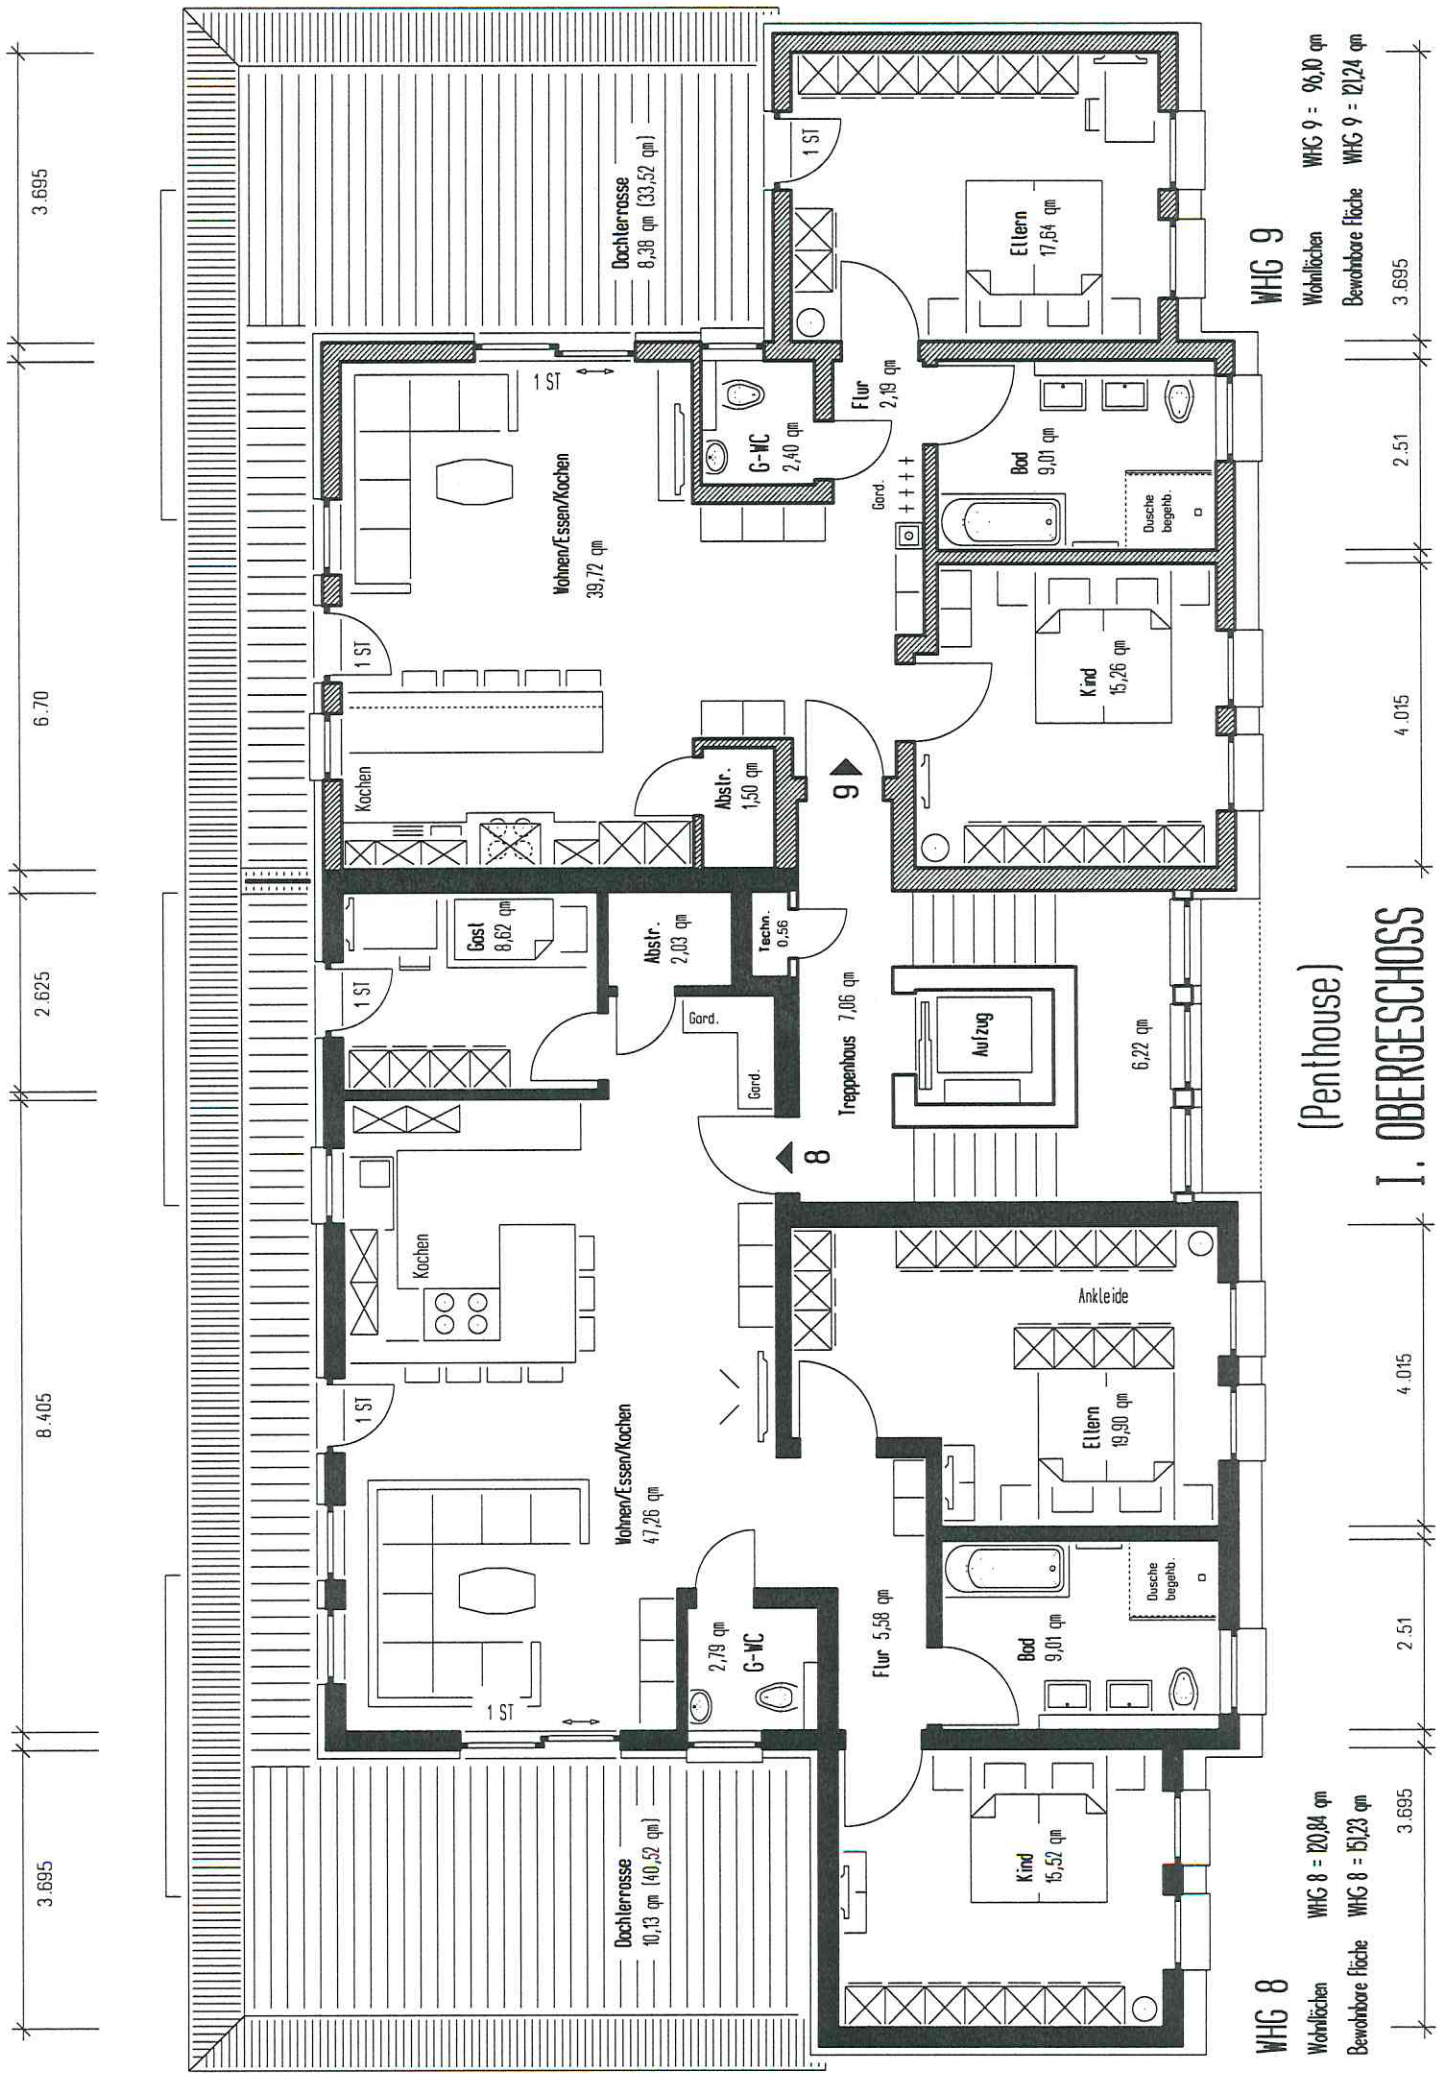 3.695
8.405
2.625
6.70
3.695
Dachterrasse
10,13 qm (40,52 qm)
1 ST
Wohnen/Essen/Kochen
47,26 qm
1 ST
Kochen
2,79 qm
G-WC
Flur 5,58 qm
Kind
15,52 qm
Bad
9,01 qm
Dusche
begehb.
Eltern
19,90 qm
Ankleide
8
1 ST
Gast
8,62 qm
Abstr.
2,03 qm
Gard.
Gard.
Techn.
0,56
Treppenhaus 7,06 qm
Aufzug
6,22 qm
Kochen
1 ST
Wohnen/Essen/Kochen
39,72 qm
1 ST
Abstr.
1,50 qm
9
G-WC
2,40 qm
Gard.
Flur
2,19 qm
Kind
15,26 qm
Bad
9,01 qm
Dusche
begehb.
Dachterrasse
8,38 qm (33,52 qm)
1 ST
Eltern
17,64 qm
WHG 8
Wohnflächen WHG 8 = 120,84 qm
Bewohnbare Fläche WHG 8 = 151,23 qm
(Penthouse)
I. OBERGESCHOSS
WHG 9
Wohnflächen WHG 9 = 96,10 qm
Bewohnbare Fläche WHG 9 = 121,24 qm
3.695
2.51
4.015
4.015
2.51
3.695